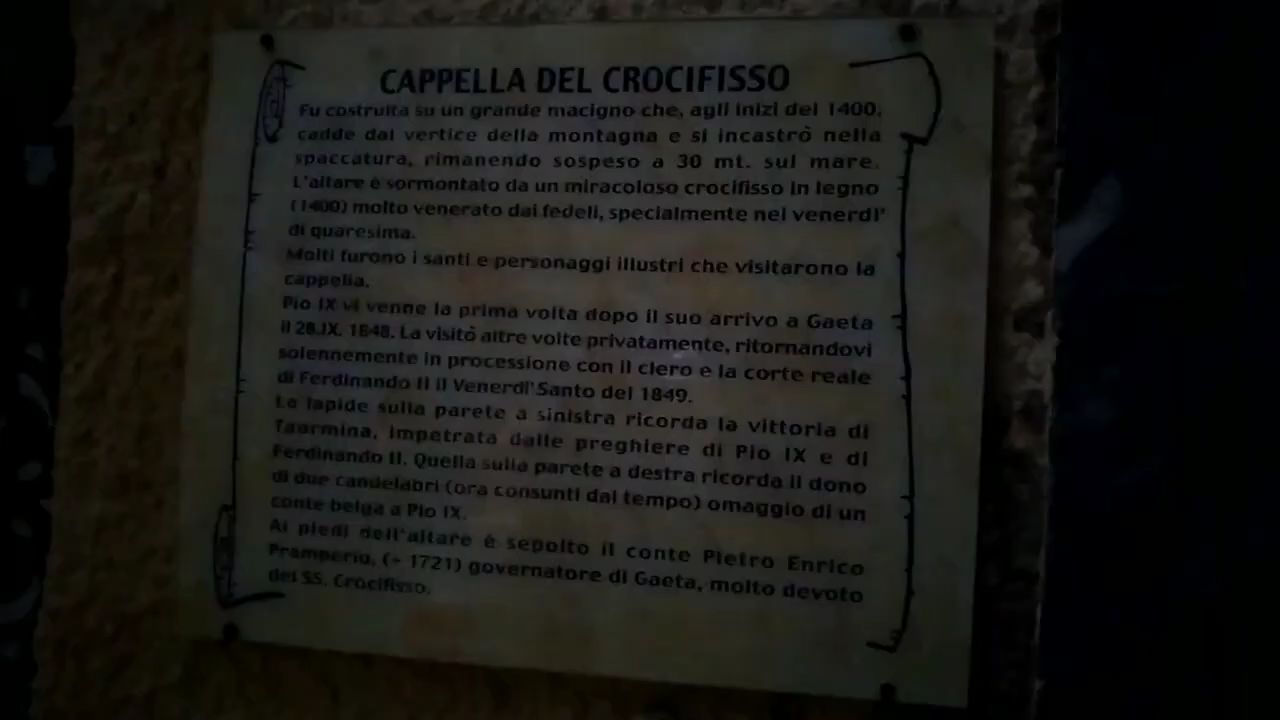 CAPPELLA DEL CROCIFISSO
Fu costruita su un grande macigno che, agli inizi del 1400,
cadde dal vertice della montagna e si incastrò nella
spaccatura, rimanendo sospeso a 30 mt. sul mare.
L'altare è sormontato da un miracoloso crocifisso in legno
(1400) molto venerato dai fedeli, specialmente nei venerdi'
di quaresima.
Molti furono i santi e personaggi illustri che visitarono la
cappella.
Pio IX vi venne la prima volta dopo il suo arrivo a Gaeta
il 28.IX. 1848. La visitò altre volte privatamente, ritornandovi
solennemente in processione con il clero e la corte reale
di Ferdinando II il Venerdi' Santo del 1849.
La lapide sulla parete a sinistra ricorda la vittoria di
Taormina, impetrata dalle preghiere di Pio IX e di
Ferdinando II. Quella sulla parete a destra ricorda il dono
di due candelabri (ora consunti dal tempo) omaggio di un
conte belga a Pio IX.
Ai piedi dell'altare è sepolto il conte Pietro Enrico
Pramperio, (+ 1721) governatore di Gaeta, molto devoto
del SS. Crocifisso.